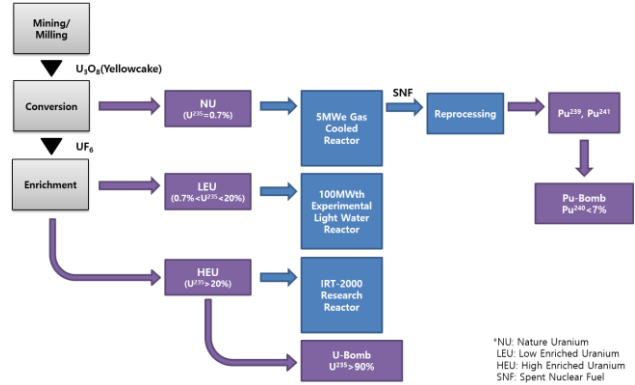 Mining/
Milling
U₃O₈(Yellowcake)
Conversion
NU
(U²³⁵=0.7%)
5MWe Gas
Cooled
Reactor
SNF
Reprocessing
Pu²³⁹, Pu²⁴¹
UF₆
Enrichment
LEU
(0.7%<U²³⁵<20%)
100MWth
Experimental
Light Water
Reactor
Pu-Bomb
Pu²⁴⁰<7%
HEU
(U²³⁵>20%)
IRT-2000
Research
Reactor
U-Bomb
U²³⁵>90%
*NU: Nature Uranium
LEU: Low Enriched Uranium
HEU: High Enriched Uranium
SNF: Spent Nuclear Fuel